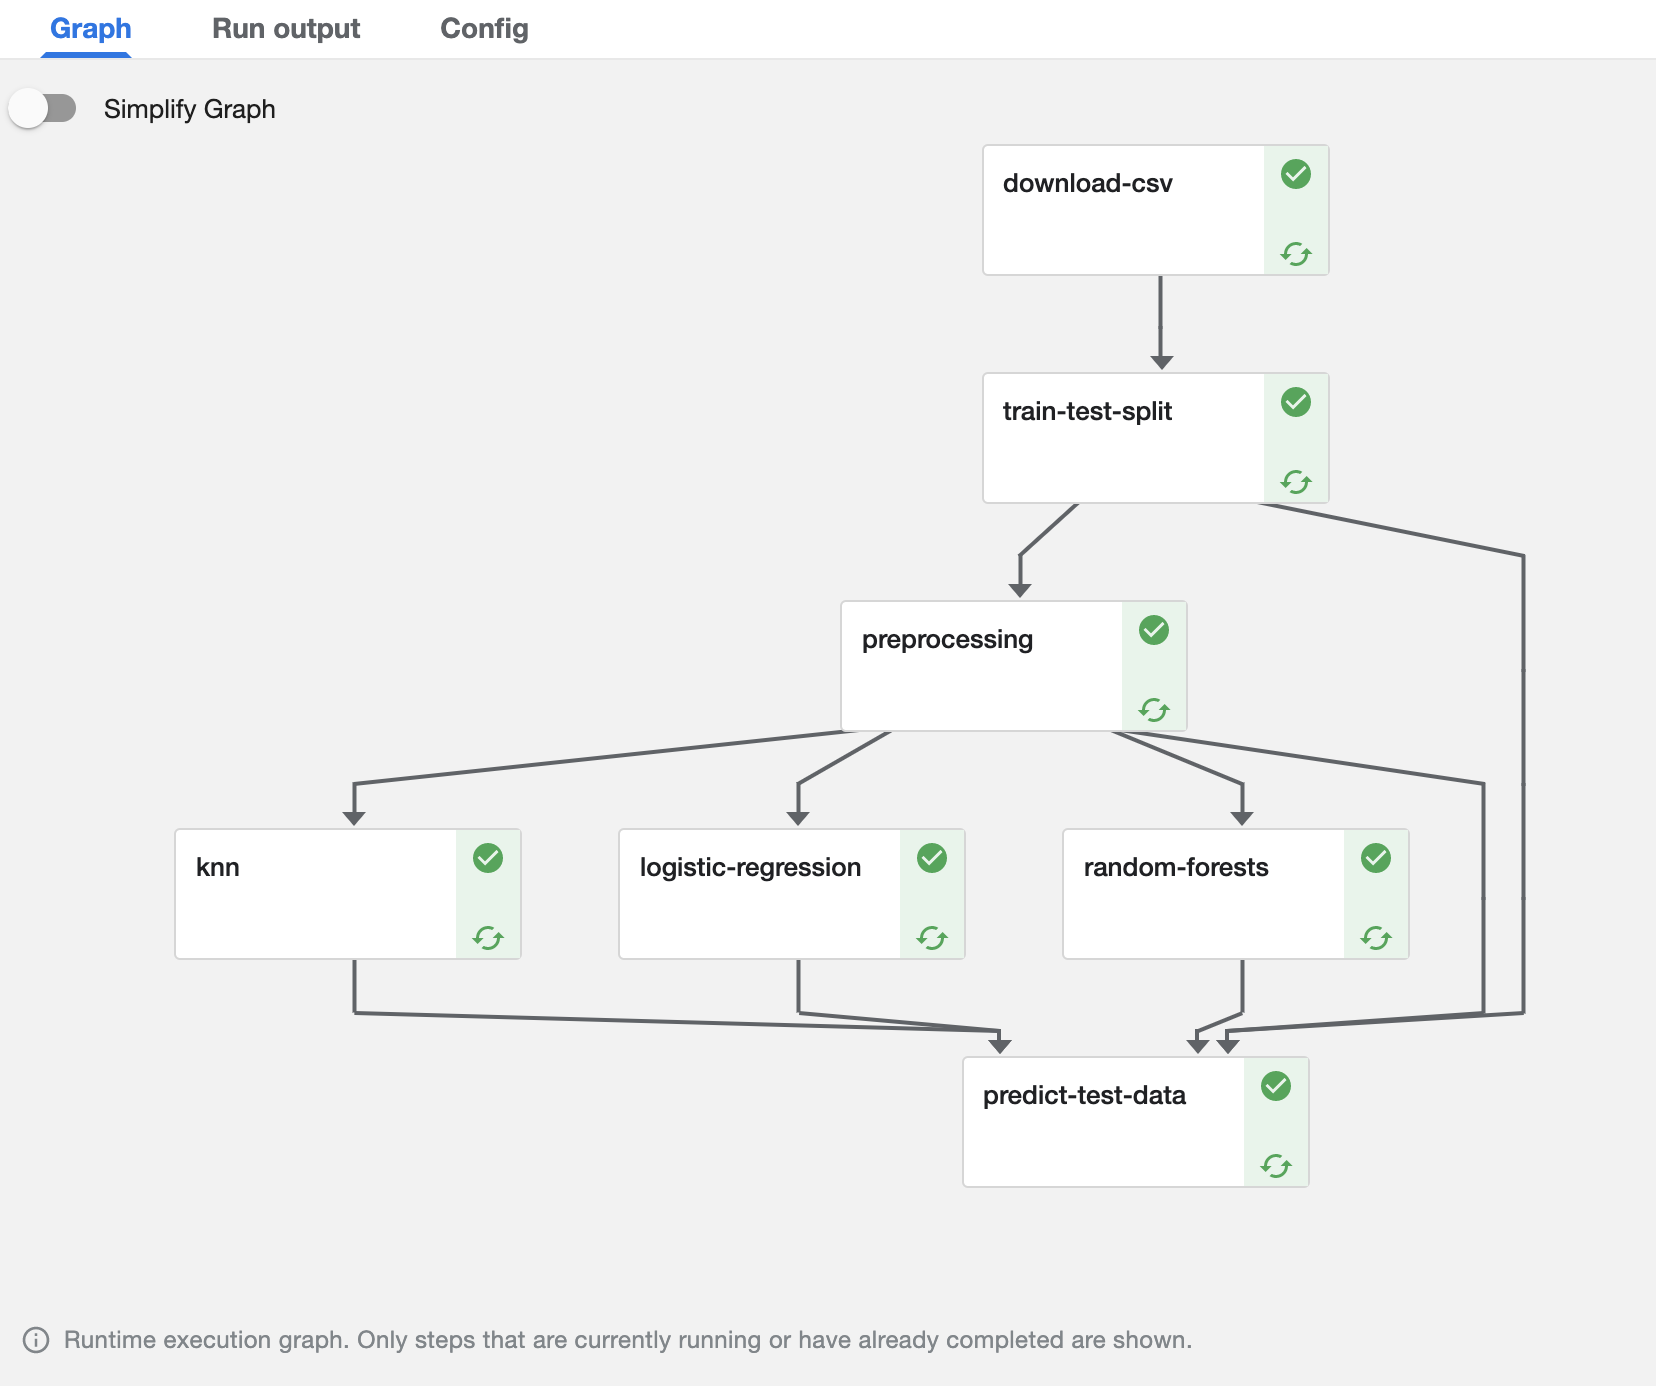 Graph Run output Config
Simplify Graph
download-csv
train-test-split
preprocessing
knn
logistic-regression
random-forests
predict-test-data
Runtime execution graph. Only steps that are currently running or have already completed are shown.